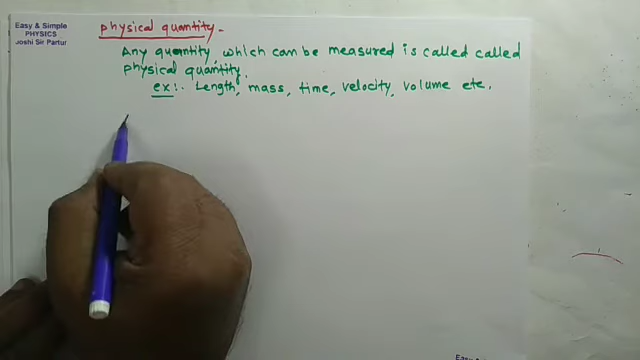 Easy & Simple
PHYSICS
Joshi Sir Partur
physical quantity.
Any quantity, which can be measured is called called
physical quantity.
ex:. Length, mass, time, velocity, volume etc.